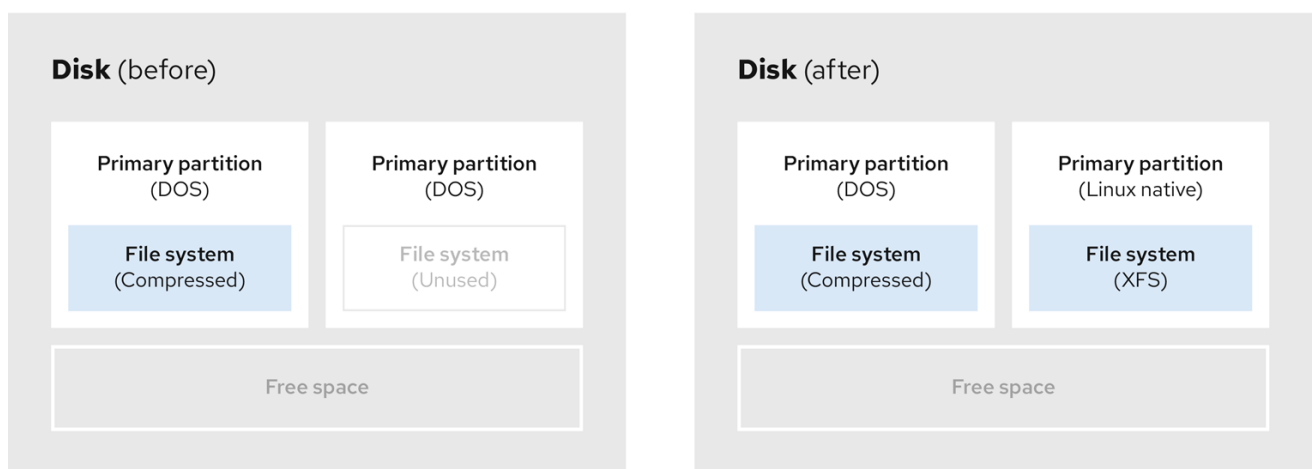 Disk (before)
Primary partition
(DOS)
File system
(Compressed)
Primary partition
(DOS)
File system
(Unused)
Free space
Disk (after)
Primary partition
(DOS)
File system
(Compressed)
Primary partition
(Linux native)
File system
(XFS)
Free space